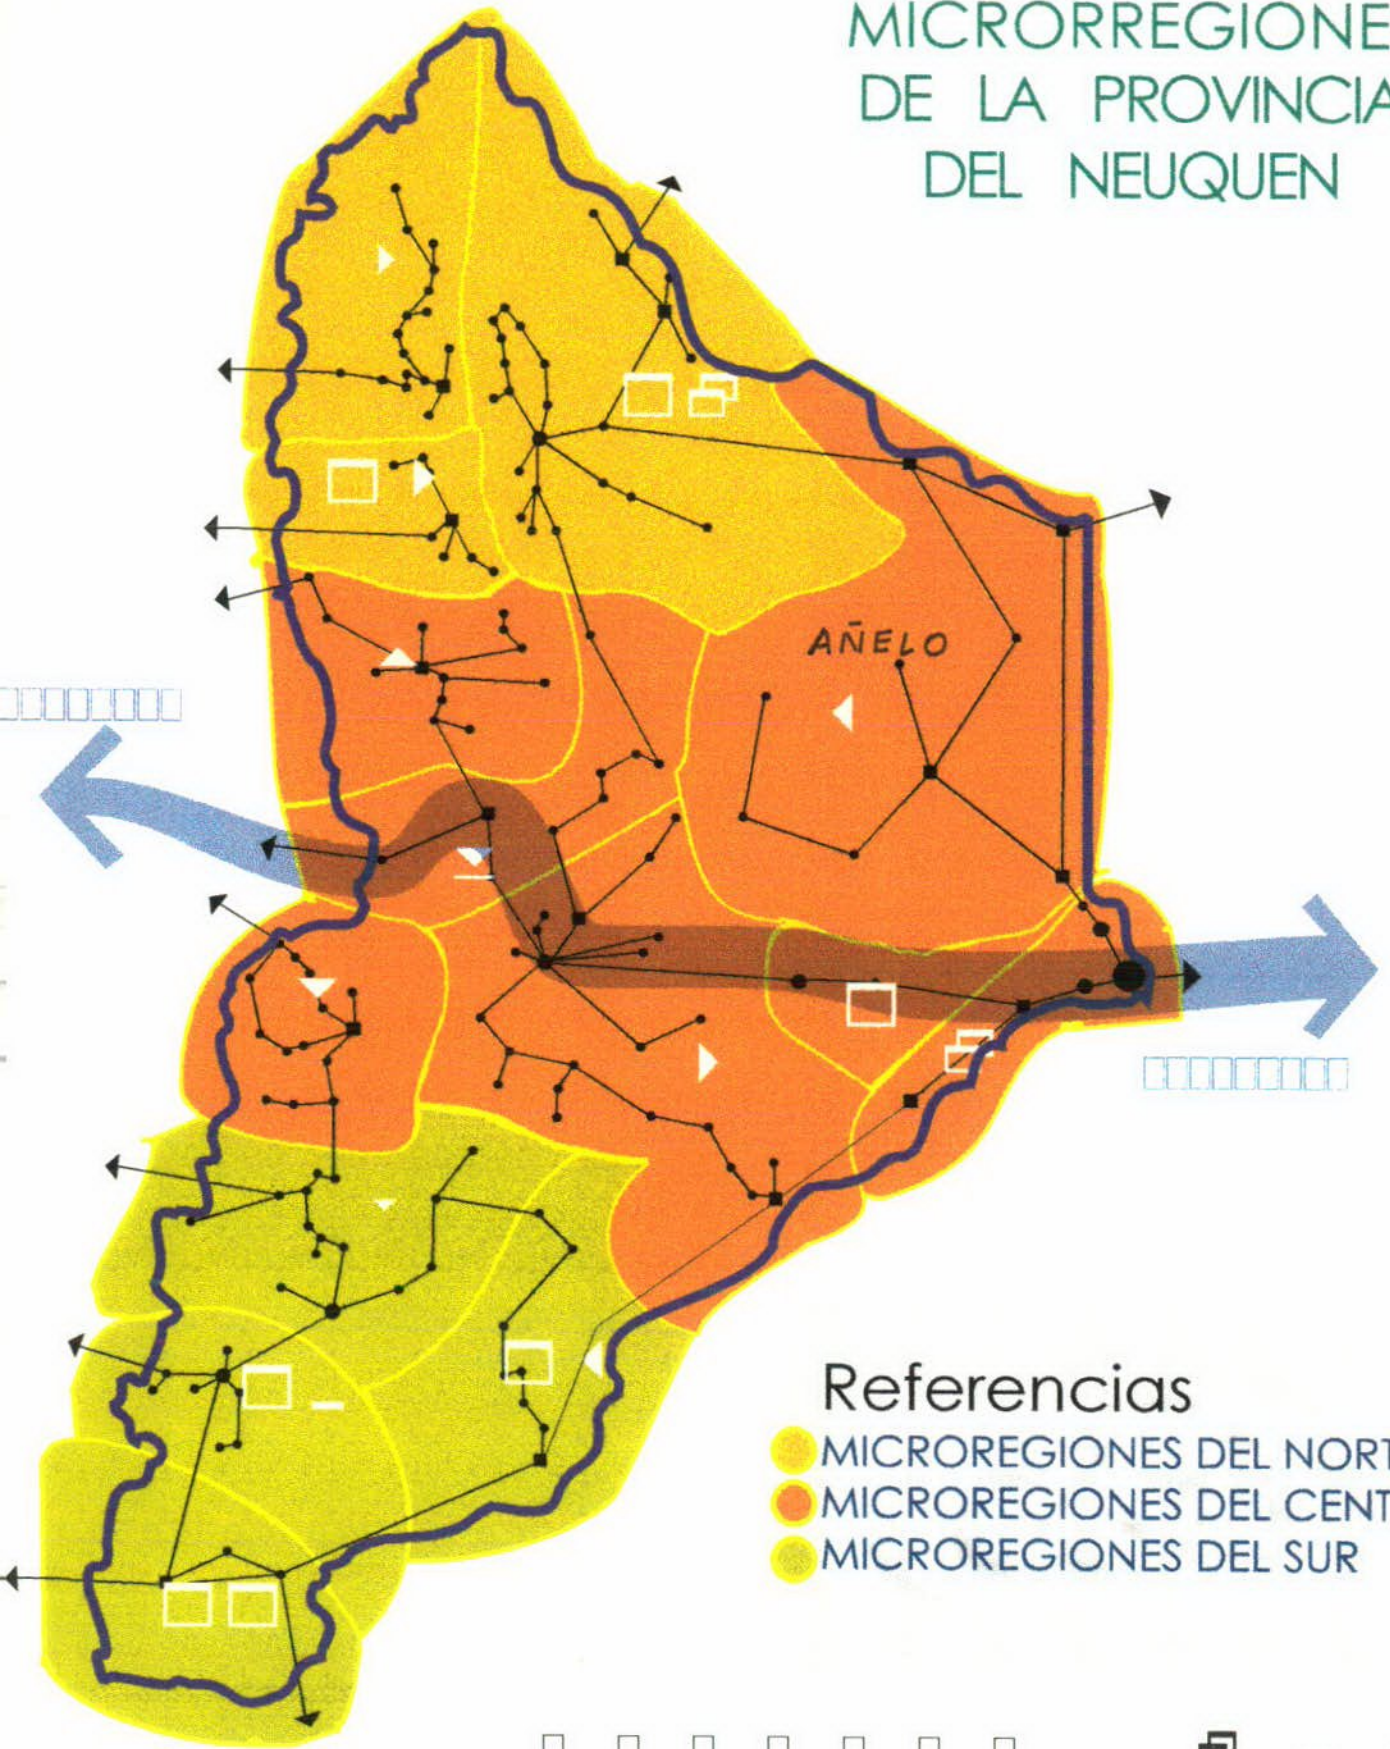 MICRORREGIONE
DE LA PROVINCIA
DEL NEUQUEN
AÑELO
Referencias
MICROREGIONES DEL NORT
MICROREGIONES DEL CENT
MICROREGIONES DEL SUR